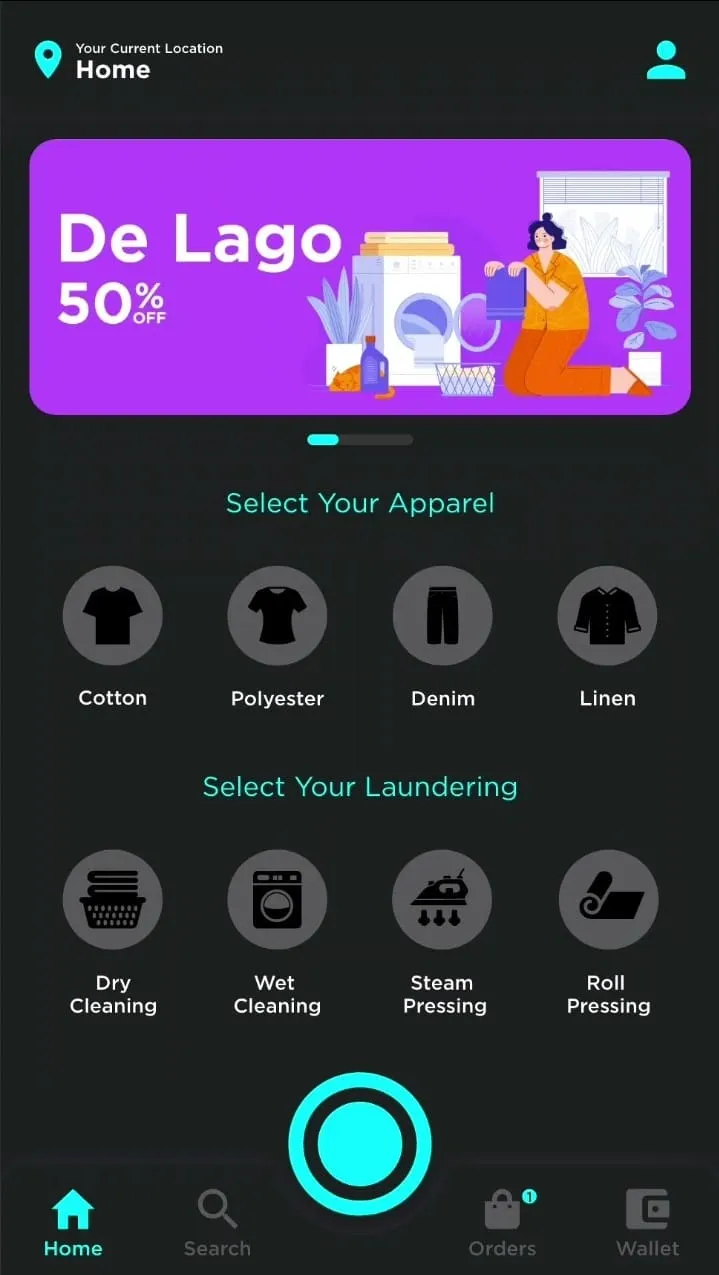 Your Current Location
Home
De Lago
50%
OFF
Select Your Apparel
Cotton
Polyester
Denim
Linen
Select Your Laundering
Dry
Cleaning
Wet
Cleaning
Steam
Pressing
Roll
Pressing
1
Home
Search
Orders
Wallet